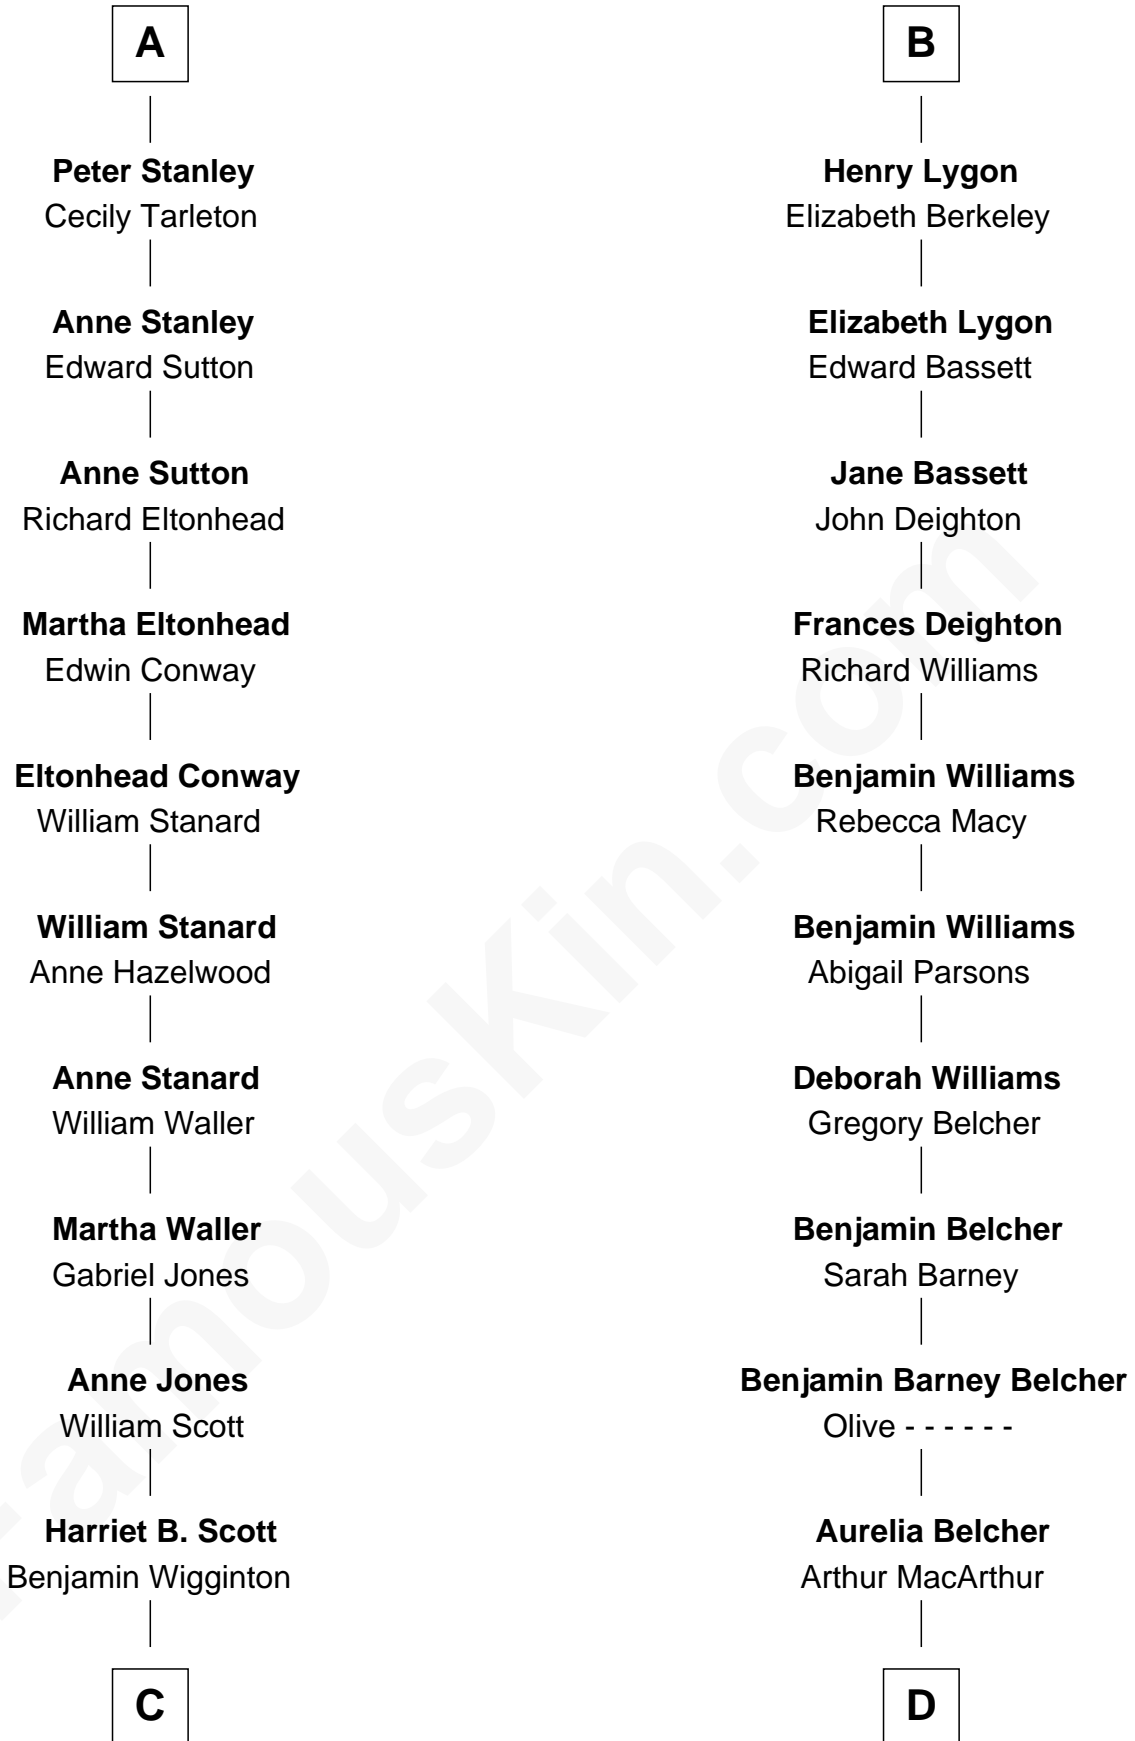 A
Peter Stanley
Cecily Tarleton
Anne Stanley
Edward Sutton
Anne Sutton
Richard Eltonhead
Martha Eltonhead
Edwin Conway
Eltonhead Conway
William Stanard
William Stanard
Anne Hazelwood
Anne Stanard
William Waller
Martha Waller
Gabriel Jones
Anne Jones
William Scott
Harriet B. Scott
Benjamin Wigginton
C
B
Henry Lygon
Elizabeth Berkeley
Elizabeth Lygon
Edward Bassett
Jane Bassett
John Deighton
Frances Deighton
Richard Williams
Benjamin Williams
Rebecca Macy
Benjamin Williams
Abigail Parsons
Deborah Williams
Gregory Belcher
Benjamin Belcher
Sarah Barney
Benjamin Barney Belcher
Olive - - - - - -
Aurelia Belcher
Arthur MacArthur
D
FamousKin.com